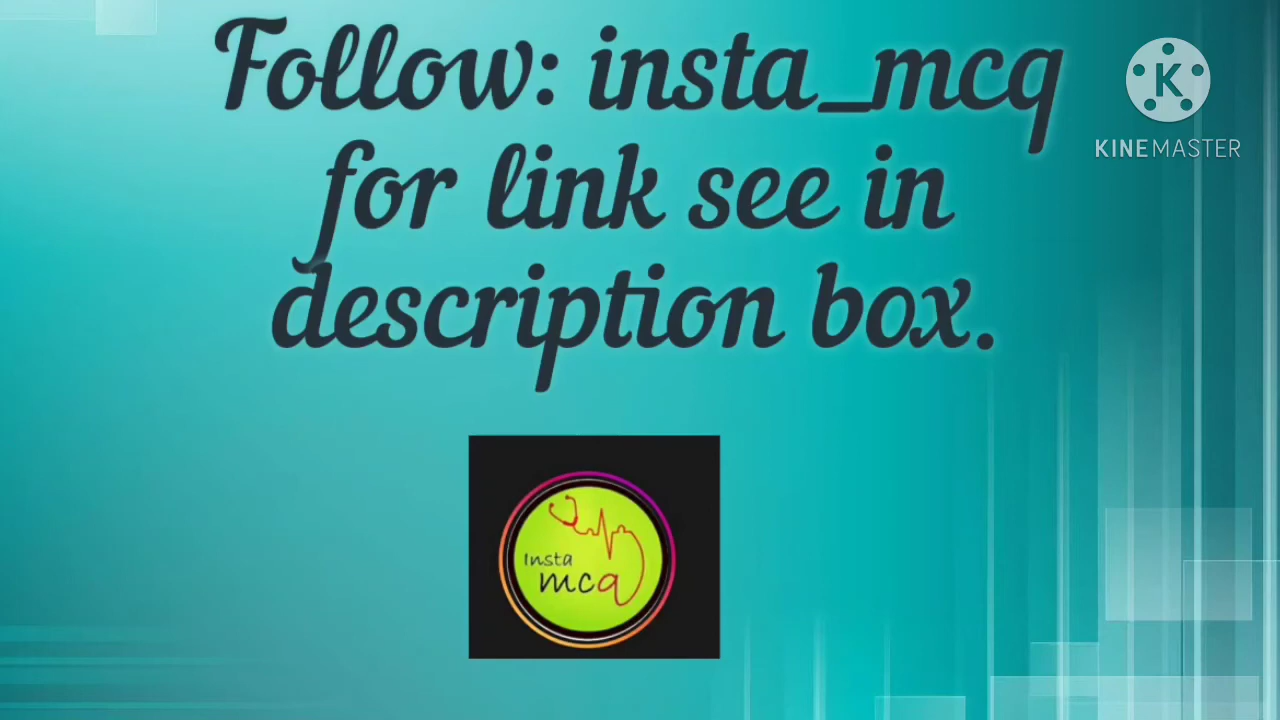 Follow: insta_mcq
for link see in
description box.
K
KINEMASTER
Insta
mcq